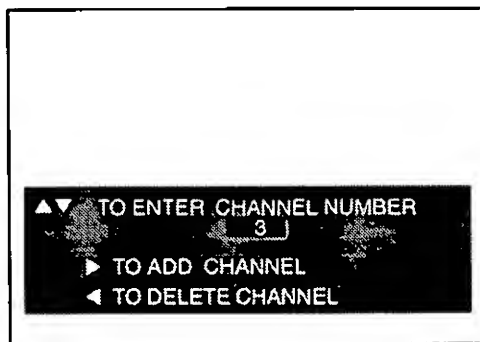 ▲▼ TO ENTER CHANNEL NUMBER
3
▶ TO ADD CHANNEL
◀ TO DELETE CHANNEL